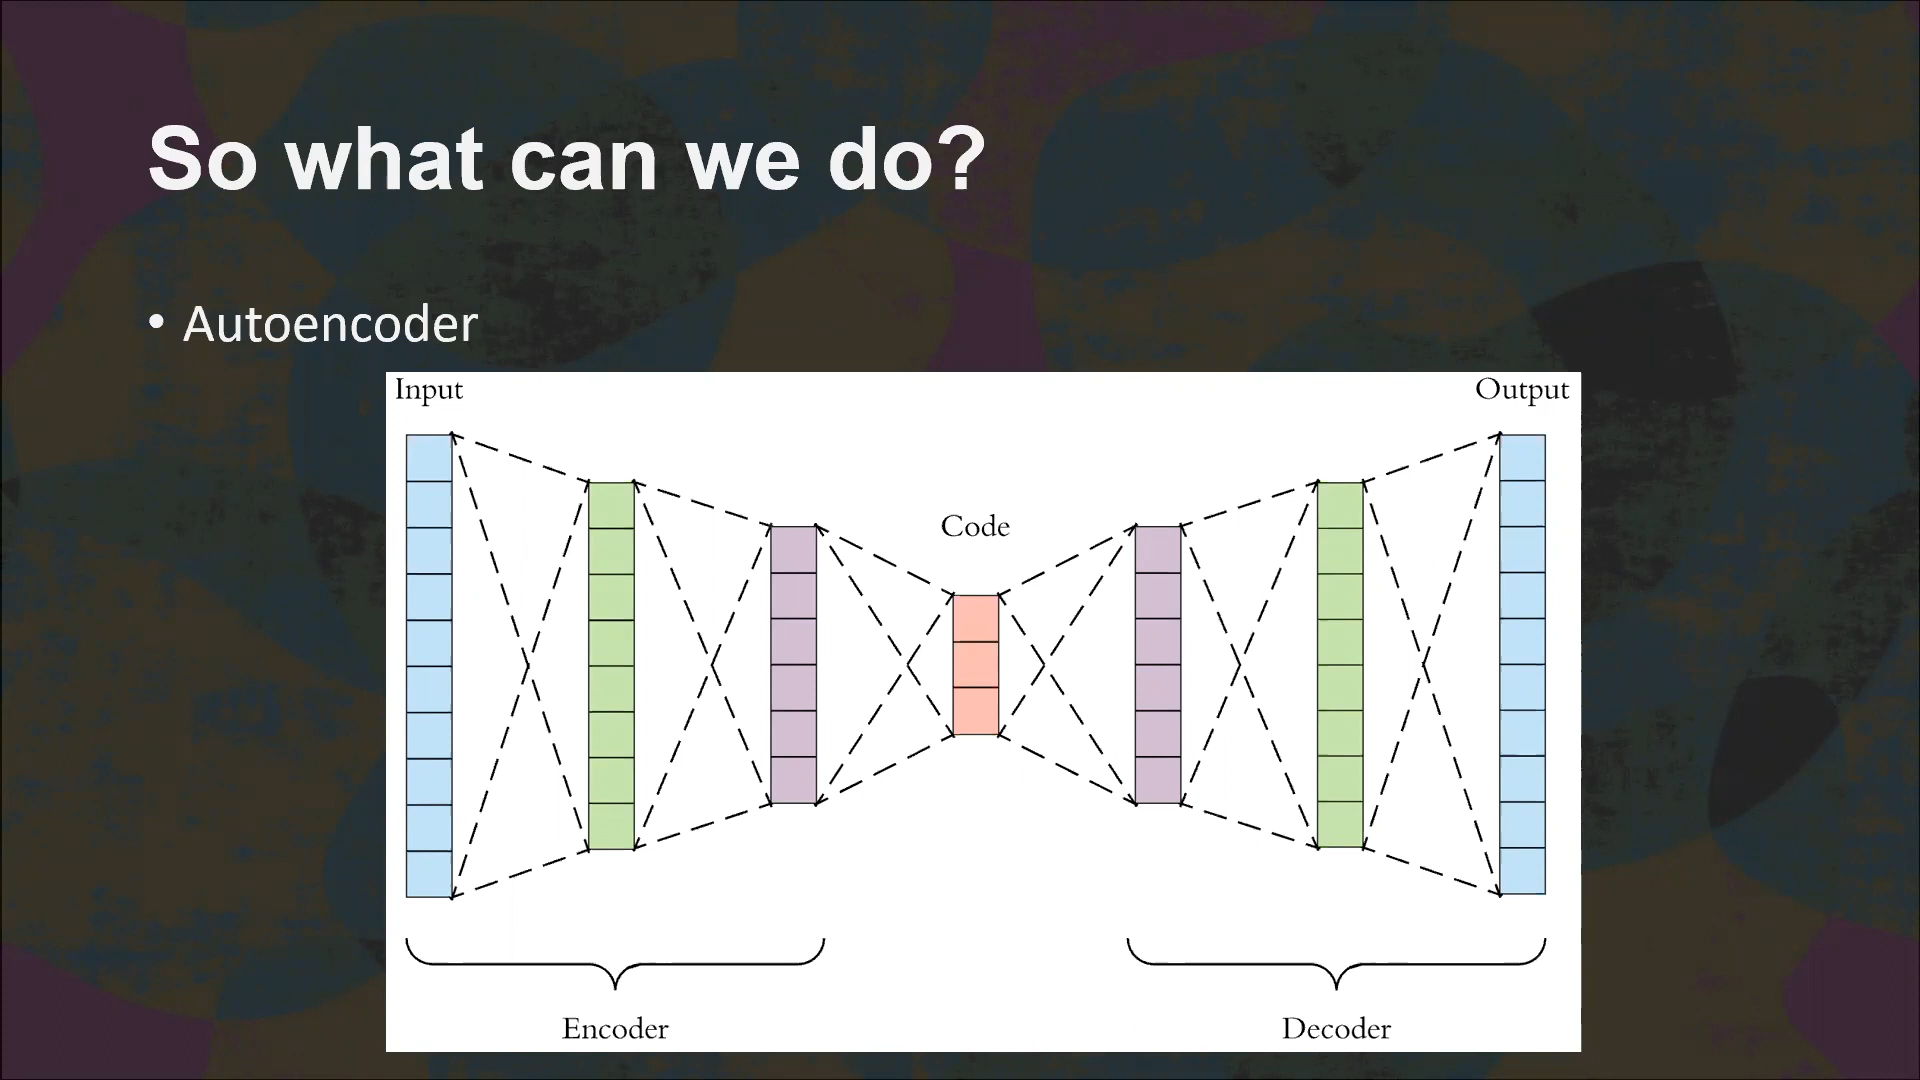 So what can we do?
• Autoencoder
Input
Output
Code
Encoder
Decoder